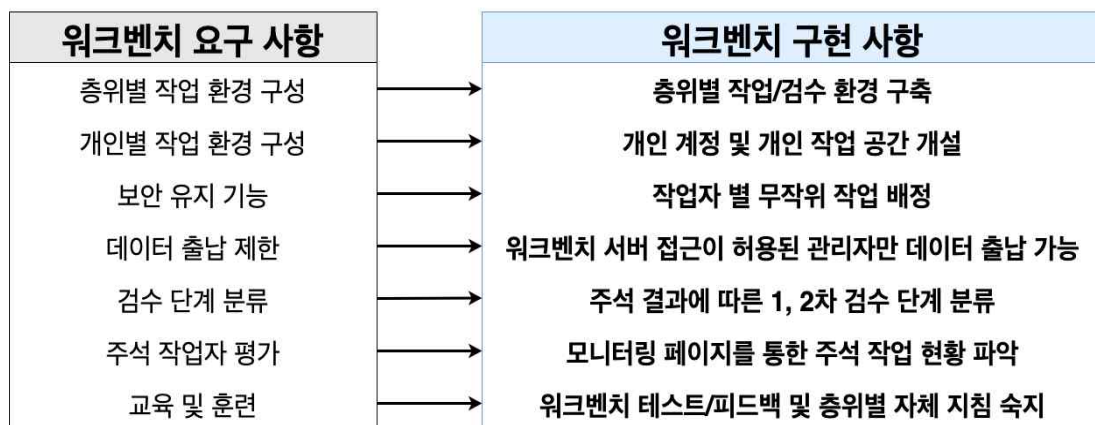 워크벤치 요구 사항
워크벤치 구현 사항
층위별 작업 환경 구성
층위별 작업/검수 환경 구축
개인별 작업 환경 구성
개인 계정 및 개인 작업 공간 개설
보안 유지 기능
작업자 별 무작위 작업 배정
데이터 출납 제한
워크벤치 서버 접근이 허용된 관리자만 데이터 출납 가능
검수 단계 분류
주석 결과에 따른 1, 2차 검수 단계 분류
주석 작업자 평가
모니터링 페이지를 통한 주석 작업 현황 파악
교육 및 훈련
워크벤치 테스트/피드백 및 층위별 자체 지침 숙지